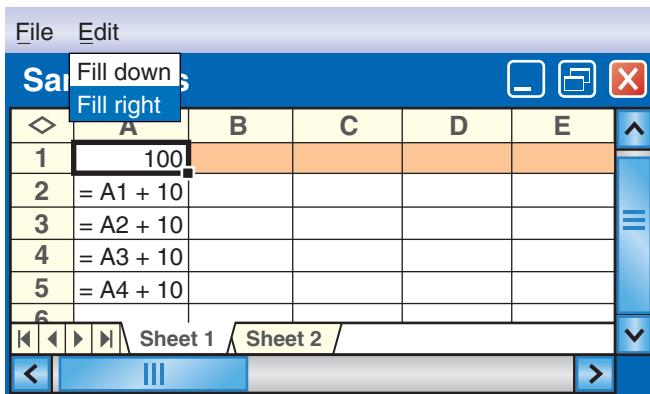 File Edit
Fill down
Fill right
A B C D E
1 100
2 = A1 + 10
3 = A2 + 10
4 = A3 + 10
5 = A4 + 10
6
Sheet 1 Sheet 2